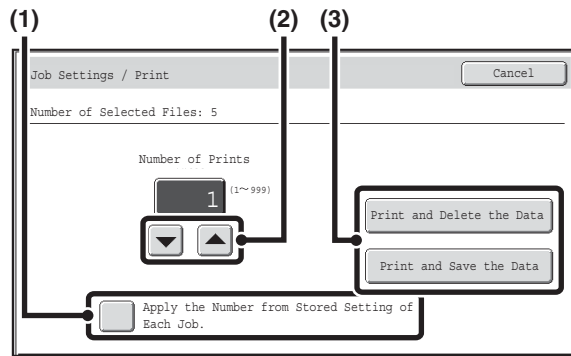 (1) (2) (3)
Job Settings / Print
Cancel
Number of Selected Files: 5
Number of Prints
1
(1～999)
Print and Delete the Data
Print and Save the Data
Apply the Number from Stored Setting of
Each Job.